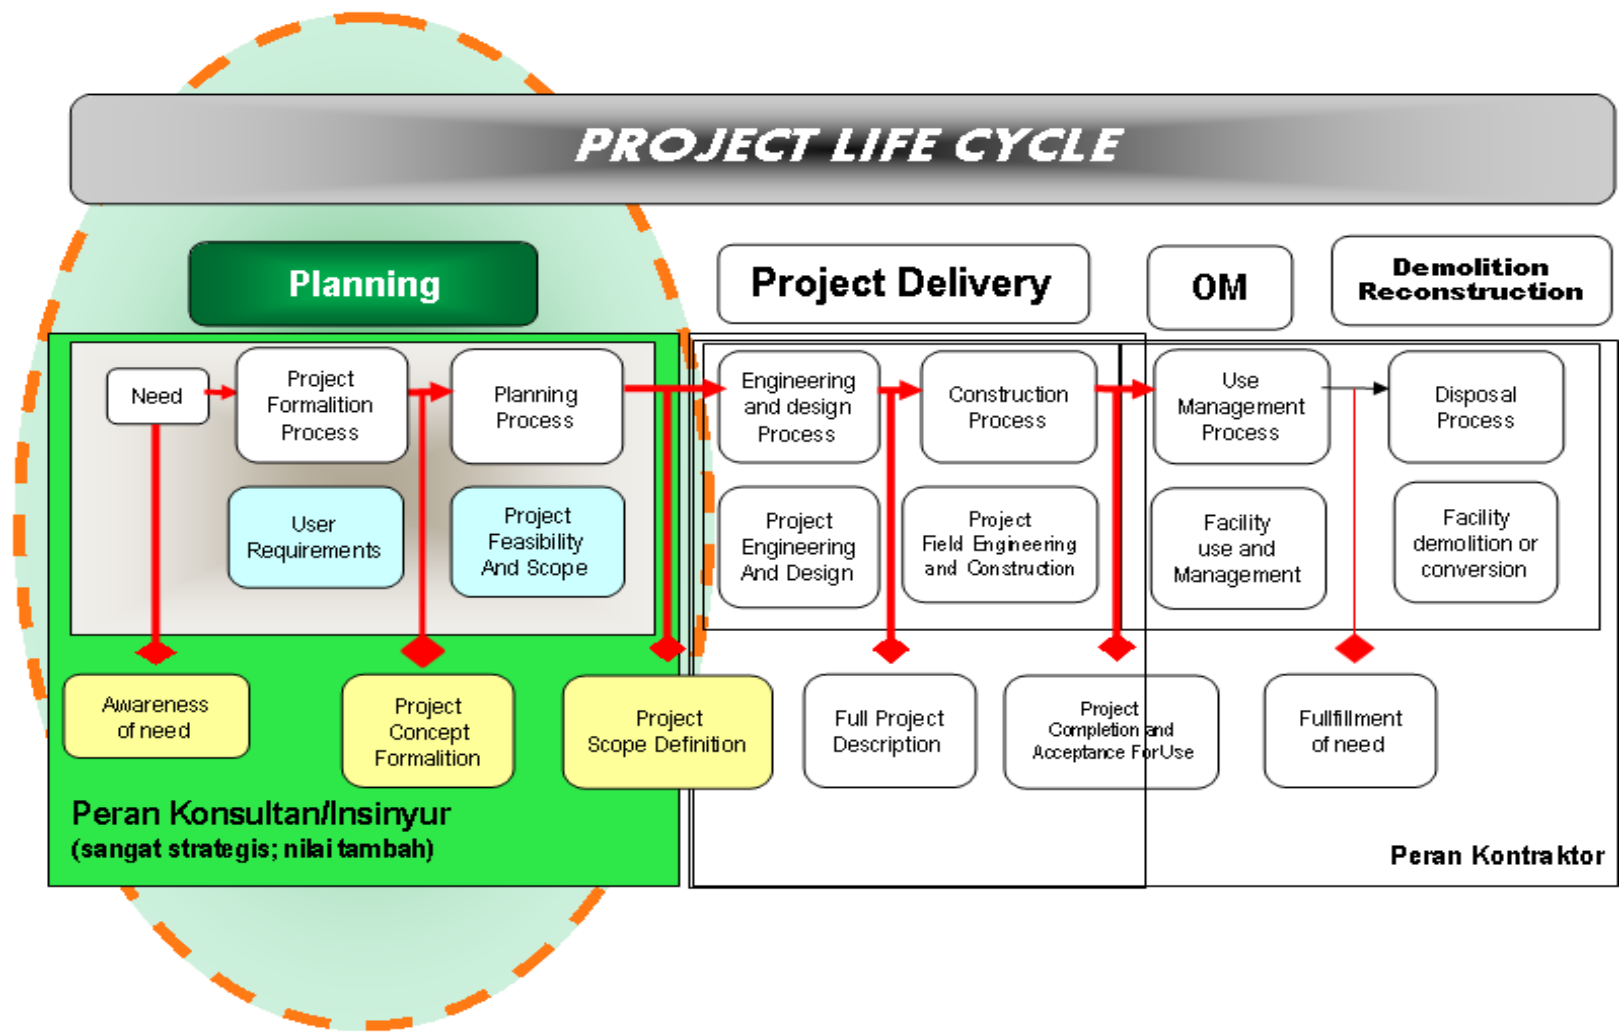 PROJECT LIFE CYCLE
Planning
Project Delivery
OM
Demolition
Reconstruction
Need
Project
Formalition
Process
Planning
Process
Engineering
and design
Process
Construction
Process
Use
Management
Process
Disposal
Process
User
Requirements
Project
Feasibility
And Scope
Project
Engineering
And Design
Project
Field Engineering
and Construction
Facility
use and
Management
Facility
demolition or
conversion
Awareness
of need
Project
Concept
Formalition
Project
Scope Definition
Full Project
Description
Project
Completion and
Acceptance For Use
Fullfillment
of need
Peran Konsultan/Insinyur
(sangat strategis; nilai tambah)
Peran Kontraktor